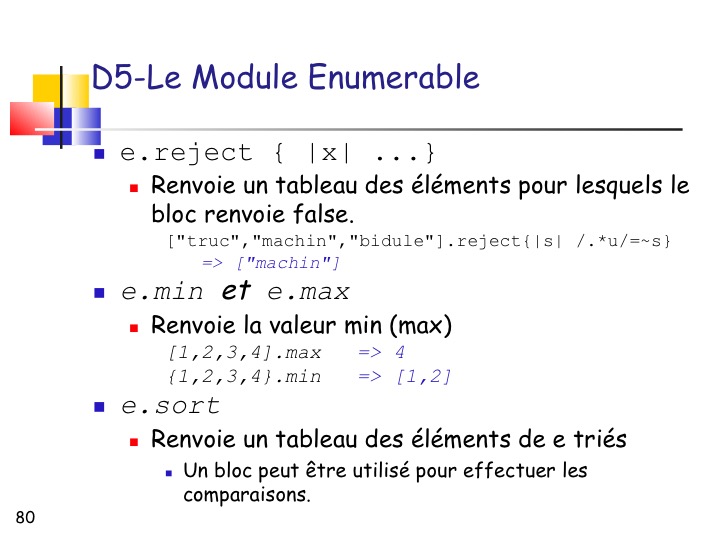 D5-Le Module Enumerable
e.reject { |x| ...}
Renvoie un tableau des éléments pour lesquels le
bloc renvoie false.
["truc","machin","bidule"].reject{|s| /.*u/=~s}
=> ["machin"]
e.min et e.max
Renvoie la valeur min (max)
[1,2,3,4].max => 4
{1,2,3,4}.min => [1,2]
e.sort
Renvoie un tableau des éléments de e triés
Un bloc peut être utilisé pour effectuer les
comparaisons.
80